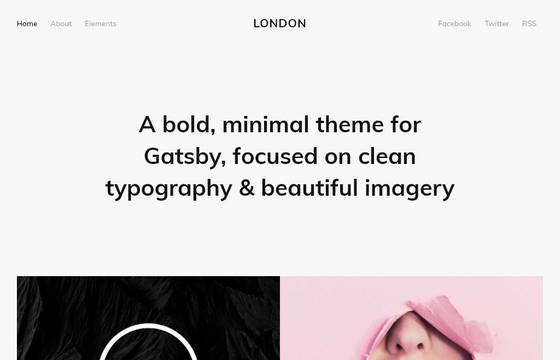 Home About Elements LONDON Facebook Twitter RSS
A bold, minimal theme for
Gatsby, focused on clean
typography & beautiful imagery